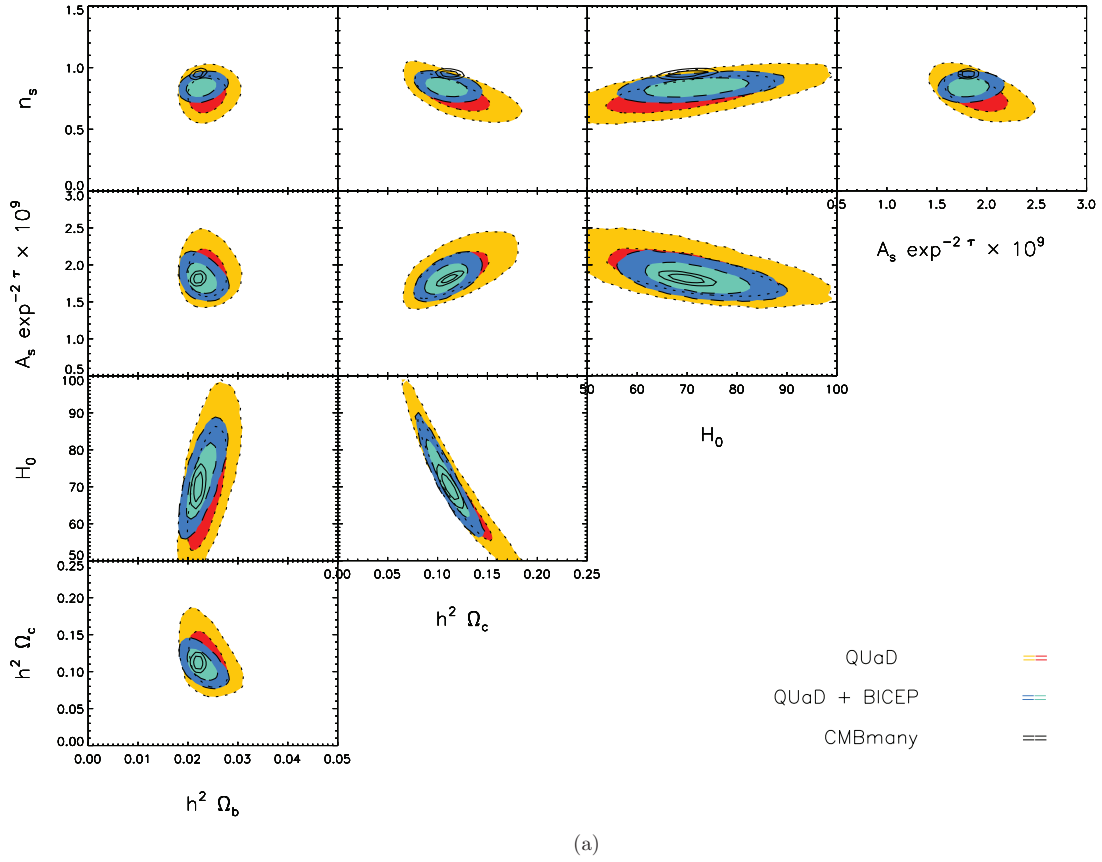 1.5
1.0
0.5
0.0
n_s
3.0
2.5
2.0
1.5
1.0
0.5
A_s exp^{-2 τ} × 10^9
0.5 1.0 1.5 2.0 2.5 3.0
A_s exp^{-2 τ} × 10^9
100
90
80
70
60
50
H_0
50 60 70 80 90 100
H_0
0.25
0.20
0.15
0.10
0.05
0.00
h^2 Ω_c
0.00 0.05 0.10 0.15 0.20 0.25
h^2 Ω_c
0.00 0.01 0.02 0.03 0.04 0.05
h^2 Ω_b
QUaD
QUaD + BICEP
CMBmany
(a)